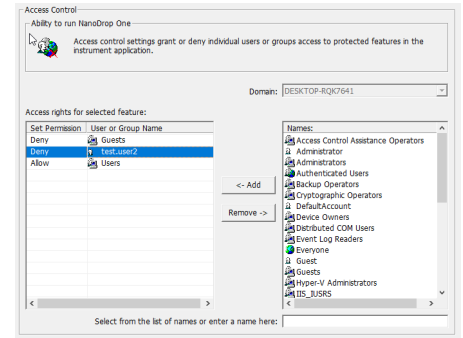 Access Control
Ability to run NanoDrop One
Access control settings grant or deny individual users or groups access to protected features in the
instrument application.
Domain: DESKTOP-RQK7641
Access rights for selected feature:
Set Permission User or Group Name
Deny Guests
Deny test.user2
Allow Users
<- Add
Remove ->
Names:
Access Control Assistance Operators
Administrator
Administrators
Authenticated Users
Backup Operators
Cryptographic Operators
DefaultAccount
Device Owners
Distributed COM Users
Event Log Readers
Everyone
Guest
Guests
Hyper-V Administrators
IIS_IUSRS
Select from the list of names or enter a name here: